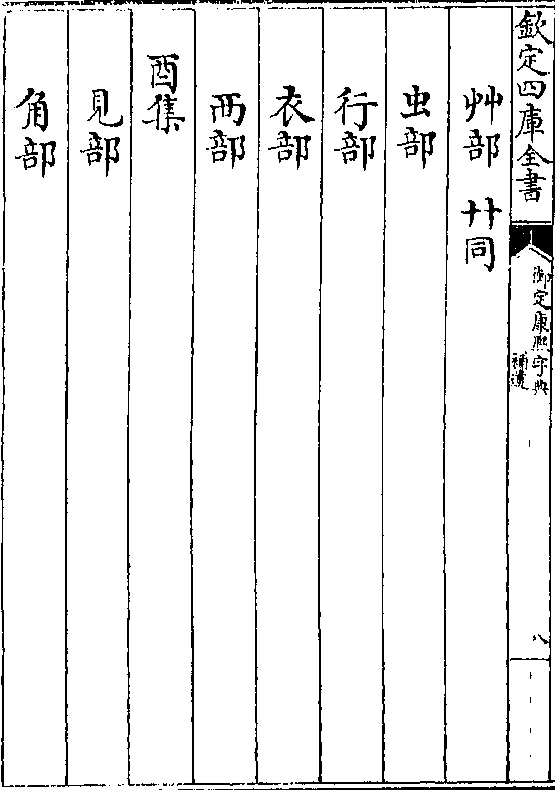 欽定四庫全書
御定康熙字典
補遺
八
艸部 艹同
虫部
行部
衣部
襾部
酉集
見部
角部